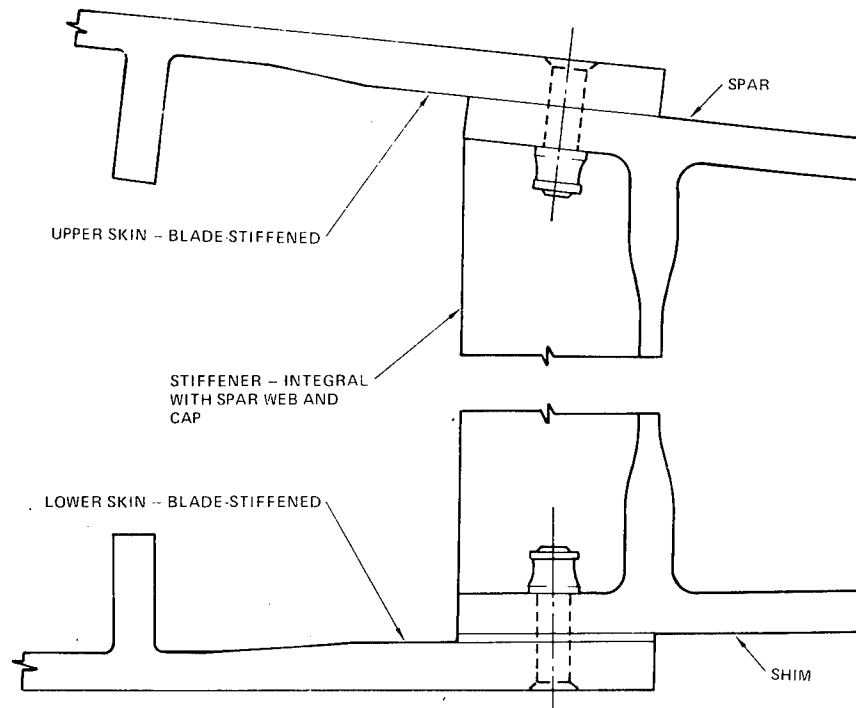 SPAR
UPPER SKIN – BLADE-STIFFENED
STIFFENER – INTEGRAL
WITH SPAR WEB AND
CAP
LOWER SKIN – BLADE-STIFFENED
SHIM